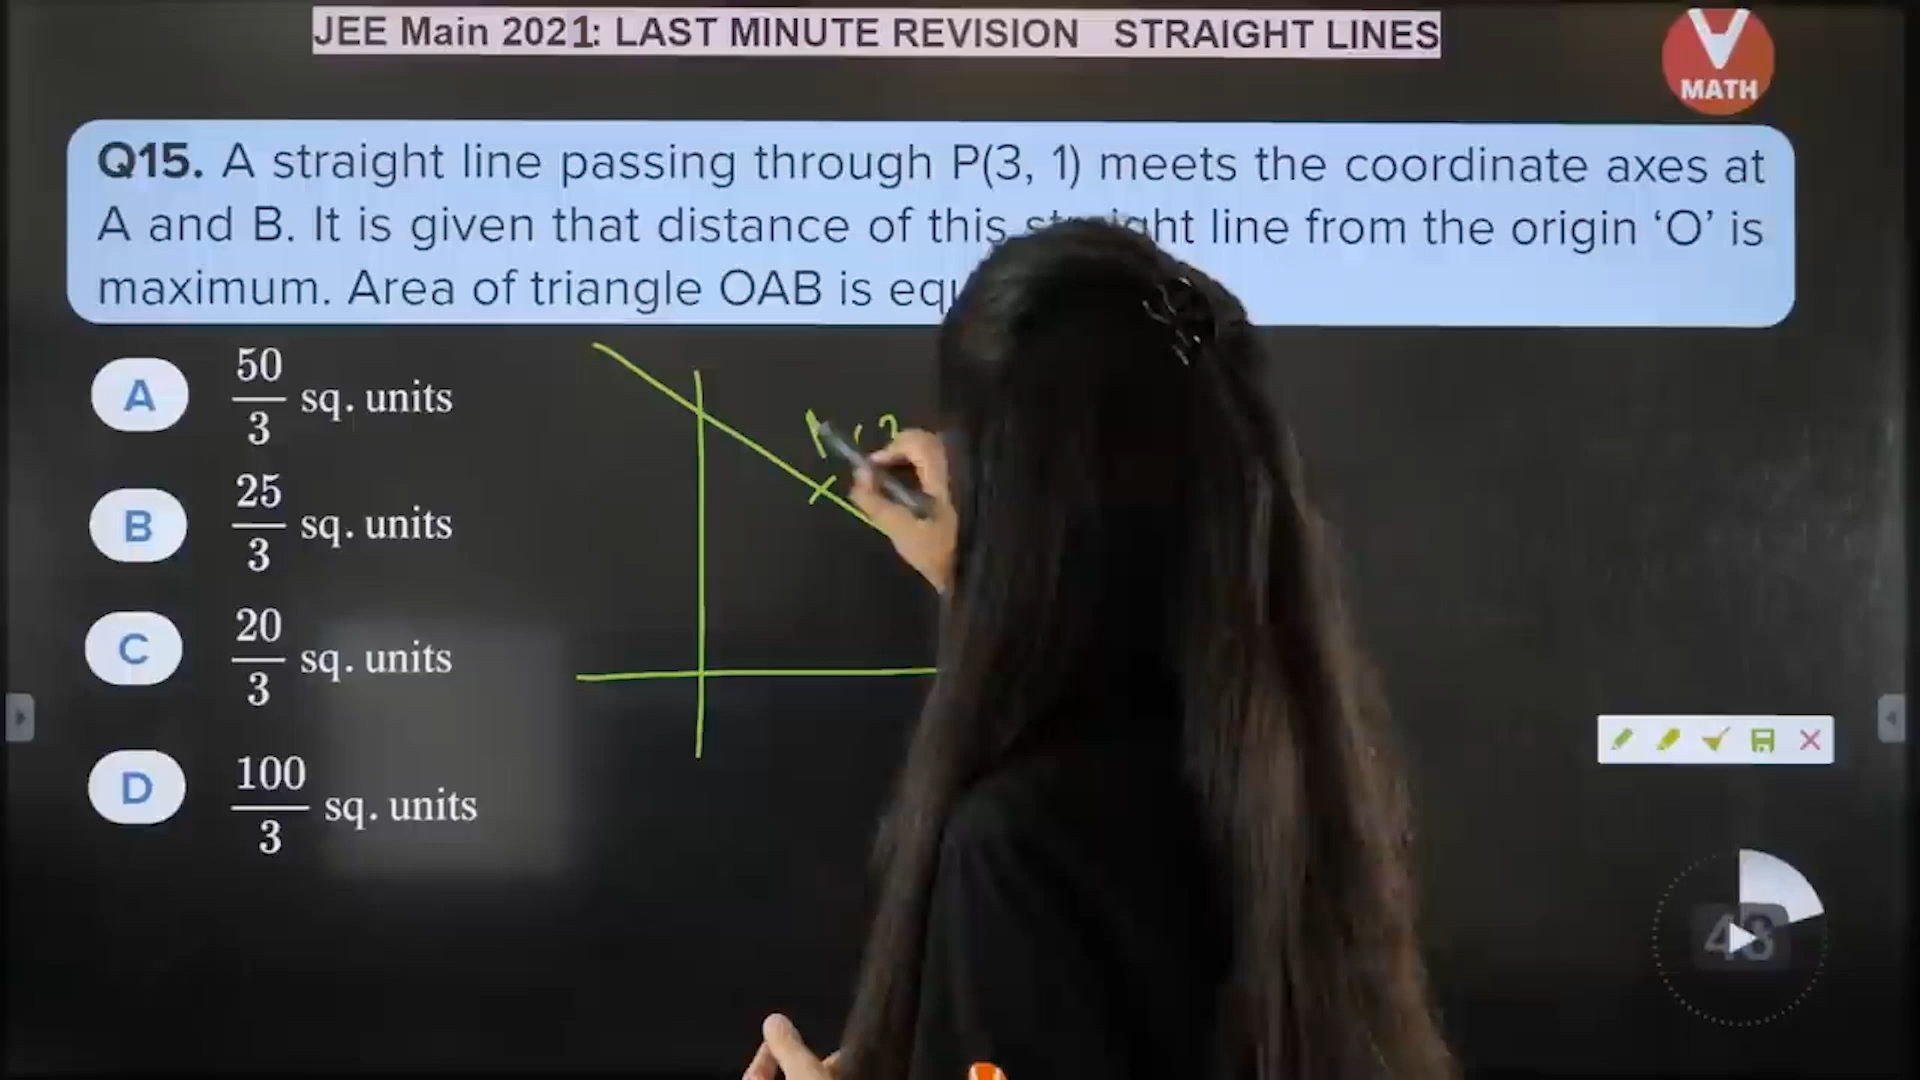 JEE Main 2021: LAST MINUTE REVISION STRAIGHT LINES
V
MATH
Q15. A straight line passing through P(3, 1) meets the coordinate axes at
A and B. It is given that distance of this straight line from the origin ‘O’ is
maximum. Area of triangle OAB is
A 50/3 sq. units
B 25/3 sq. units
C 20/3 sq. units
D 100/3 sq. units
48